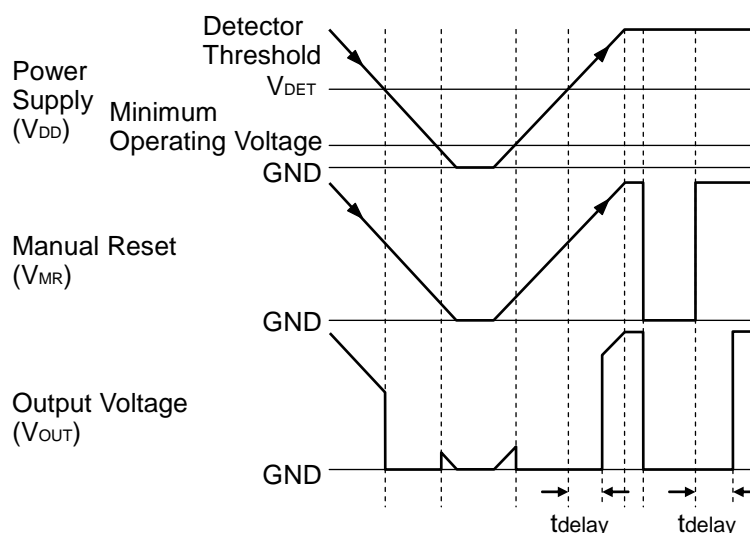 Detector
Threshold
Power
Supply
(VDD)
VDET
Minimum
Operating Voltage
GND
Manual Reset
(VMR)
GND
Output Voltage
(VOUT)
GND
tdelay
tdelay